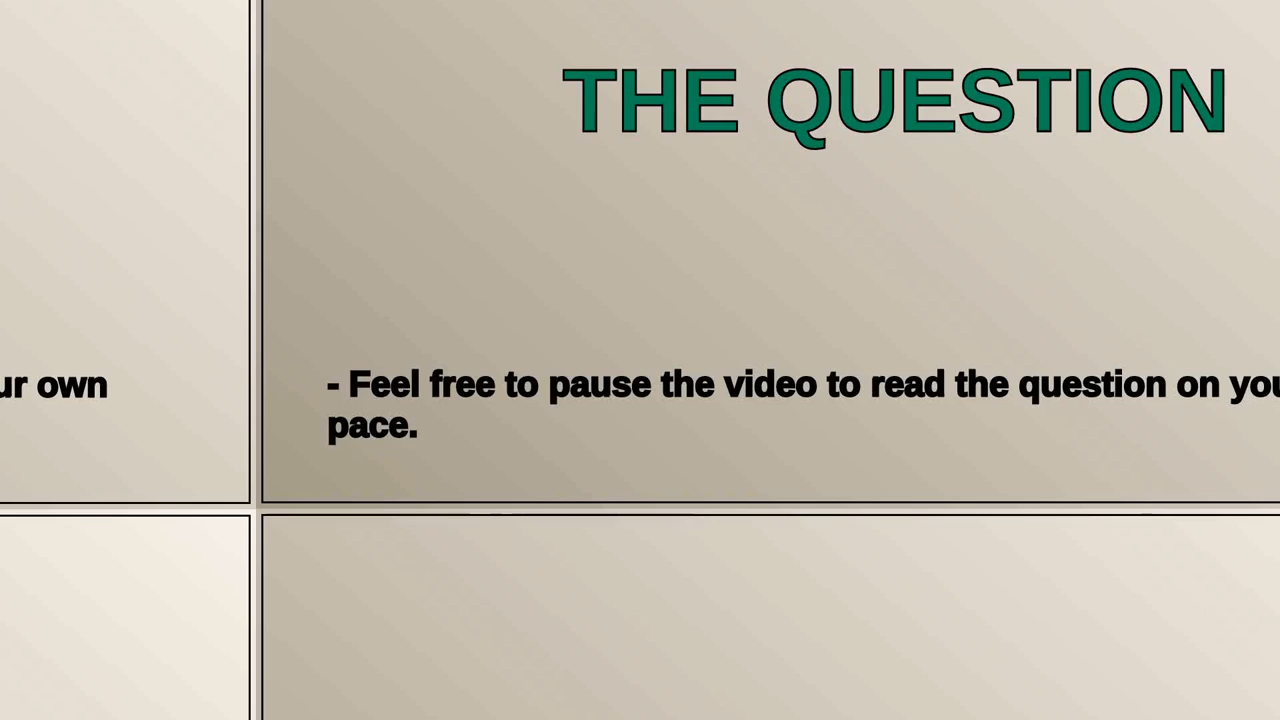 THE QUESTION
ur own
- Feel free to pause the video to read the question on you
pace.